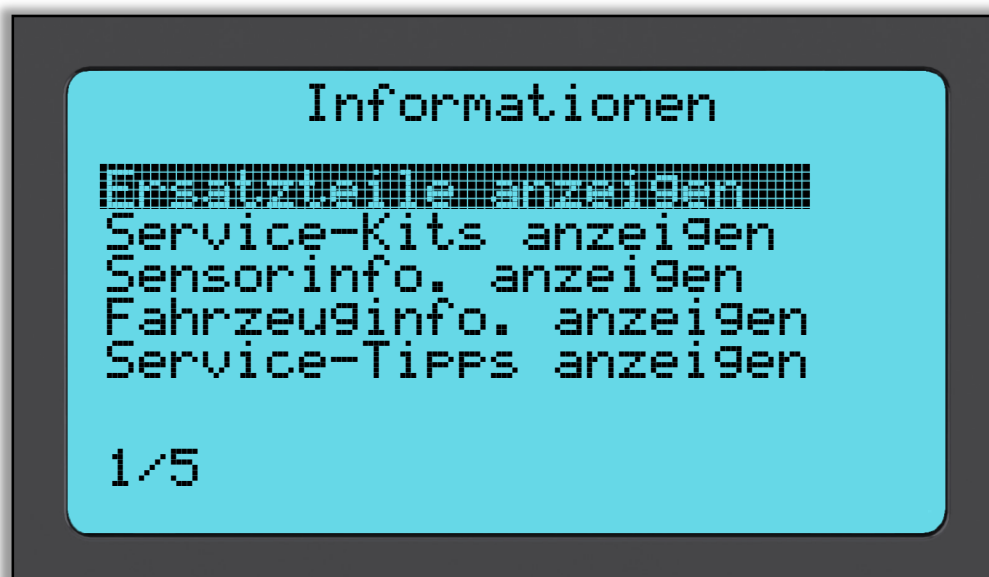 Informationen
Ersatzteile anzeigen
Service-Kits anzeigen
Sensorinfo. anzeigen
Fahrzeuginfo. anzeigen
Service-Tipps anzeigen
1/5